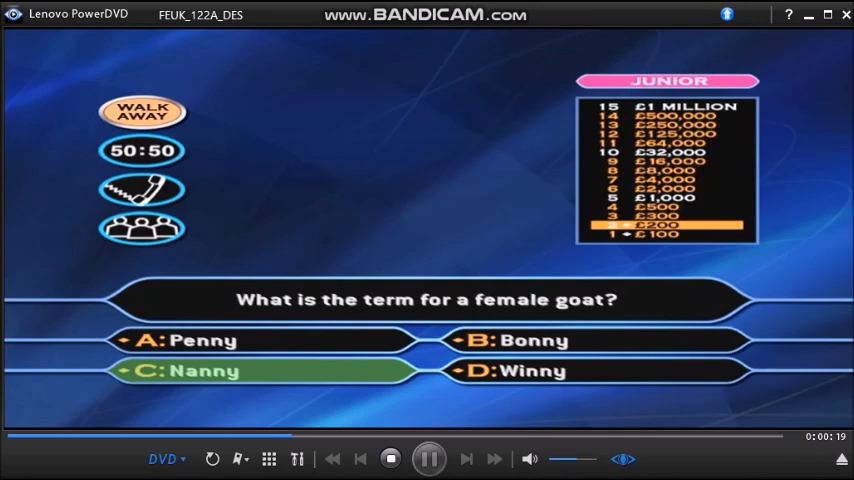 Lenovo PowerDVD
FEUK_122A_DES
www.BANDICAM.com
?
WALK AWAY
50:50
JUNIOR
15 £1 MILLION
14 £500,000
13 £250,000
12 £125,000
11 £64,000
10 £32,000
9 £16,000
8 £8,000
7 £4,000
6 £2,000
5 £1,000
4 £500
3 £300
2 £200
1 £100
What is the term for a female goat?
A: Penny
B: Bonny
C: Nanny
D: Winny
0:00:19
DVD